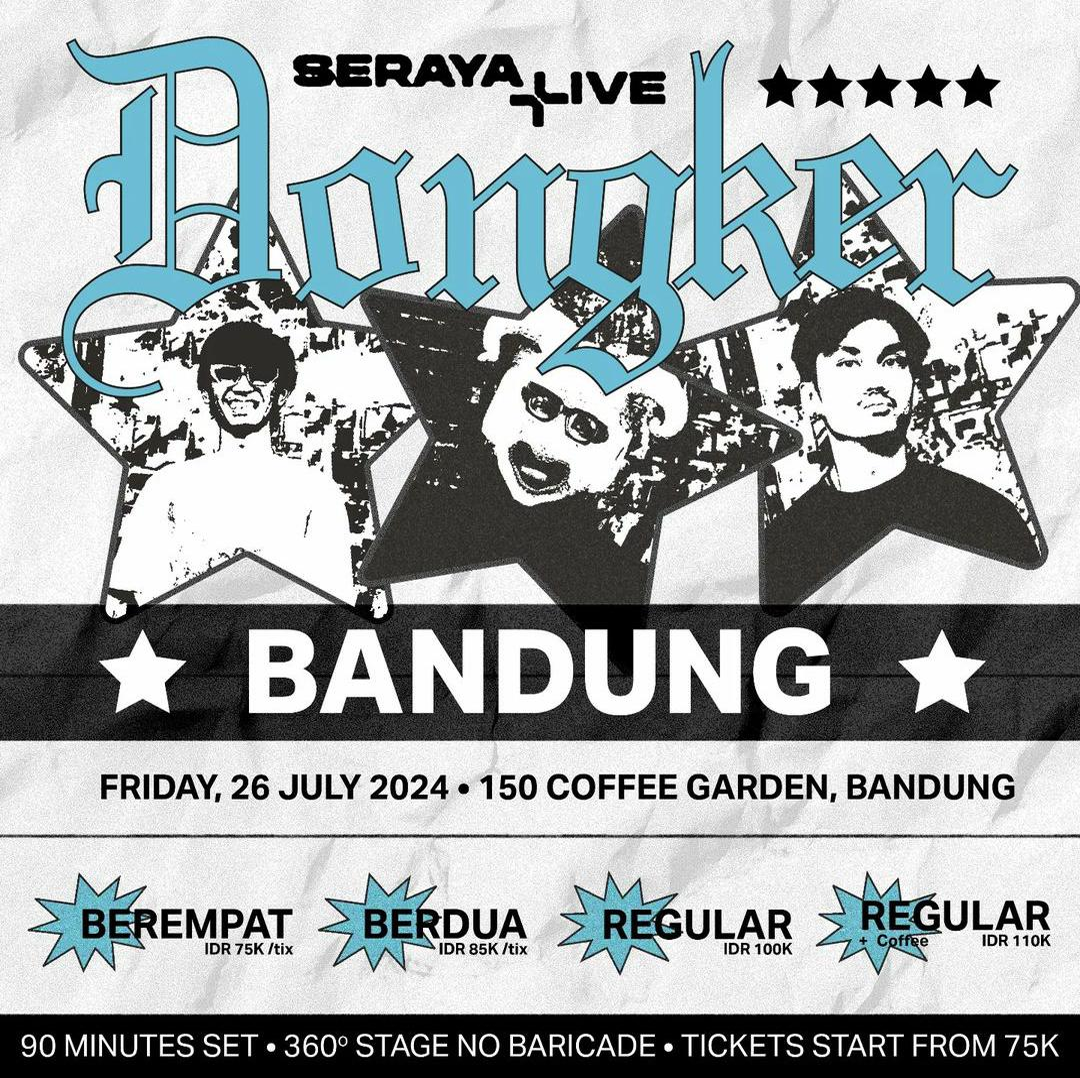 SERAYA LIVE
Dongker
BANDUNG
FRIDAY, 26 JULY 2024 • 150 COFFEE GARDEN, BANDUNG
BEREMPAT
IDR 75K /tix
BERDUA
IDR 85K /tix
REGULAR
IDR 100K
REGULAR
+ Coffee IDR 110K
90 MINUTES SET • 360º STAGE NO BARICADE • TICKETS START FROM 75K